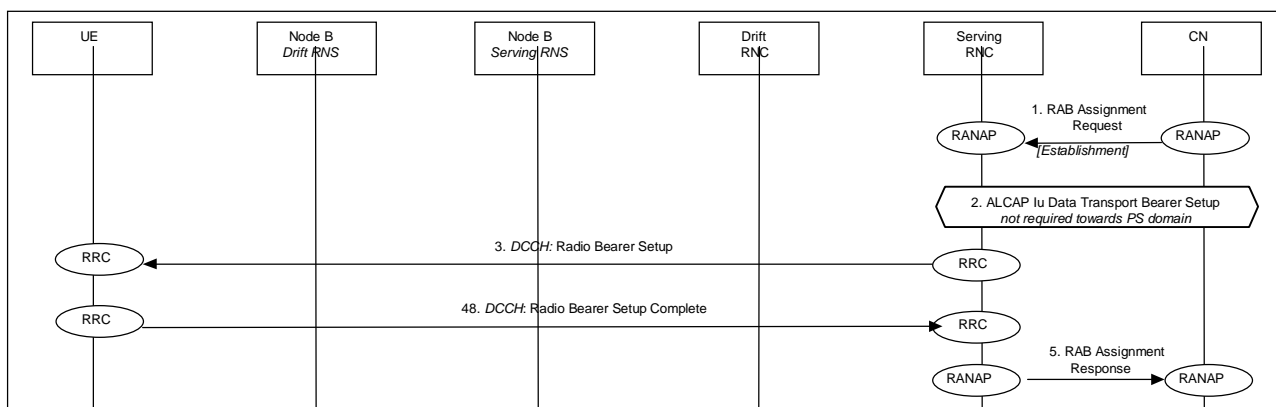 UE
Node B
Drift RNS
Node B
Serving RNS
Drift
RNC
Serving
RNC
CN
1. RAB Assignment
Request
RANAP
RANAP
[Establishment]
2. ALCAP Iu Data Transport Bearer Setup
not required towards PS domain
3. DCCH: Radio Bearer Setup
RRC
RRC
48. DCCH: Radio Bearer Setup Complete
RRC
RRC
5. RAB Assignment
Response
RANAP
RANAP